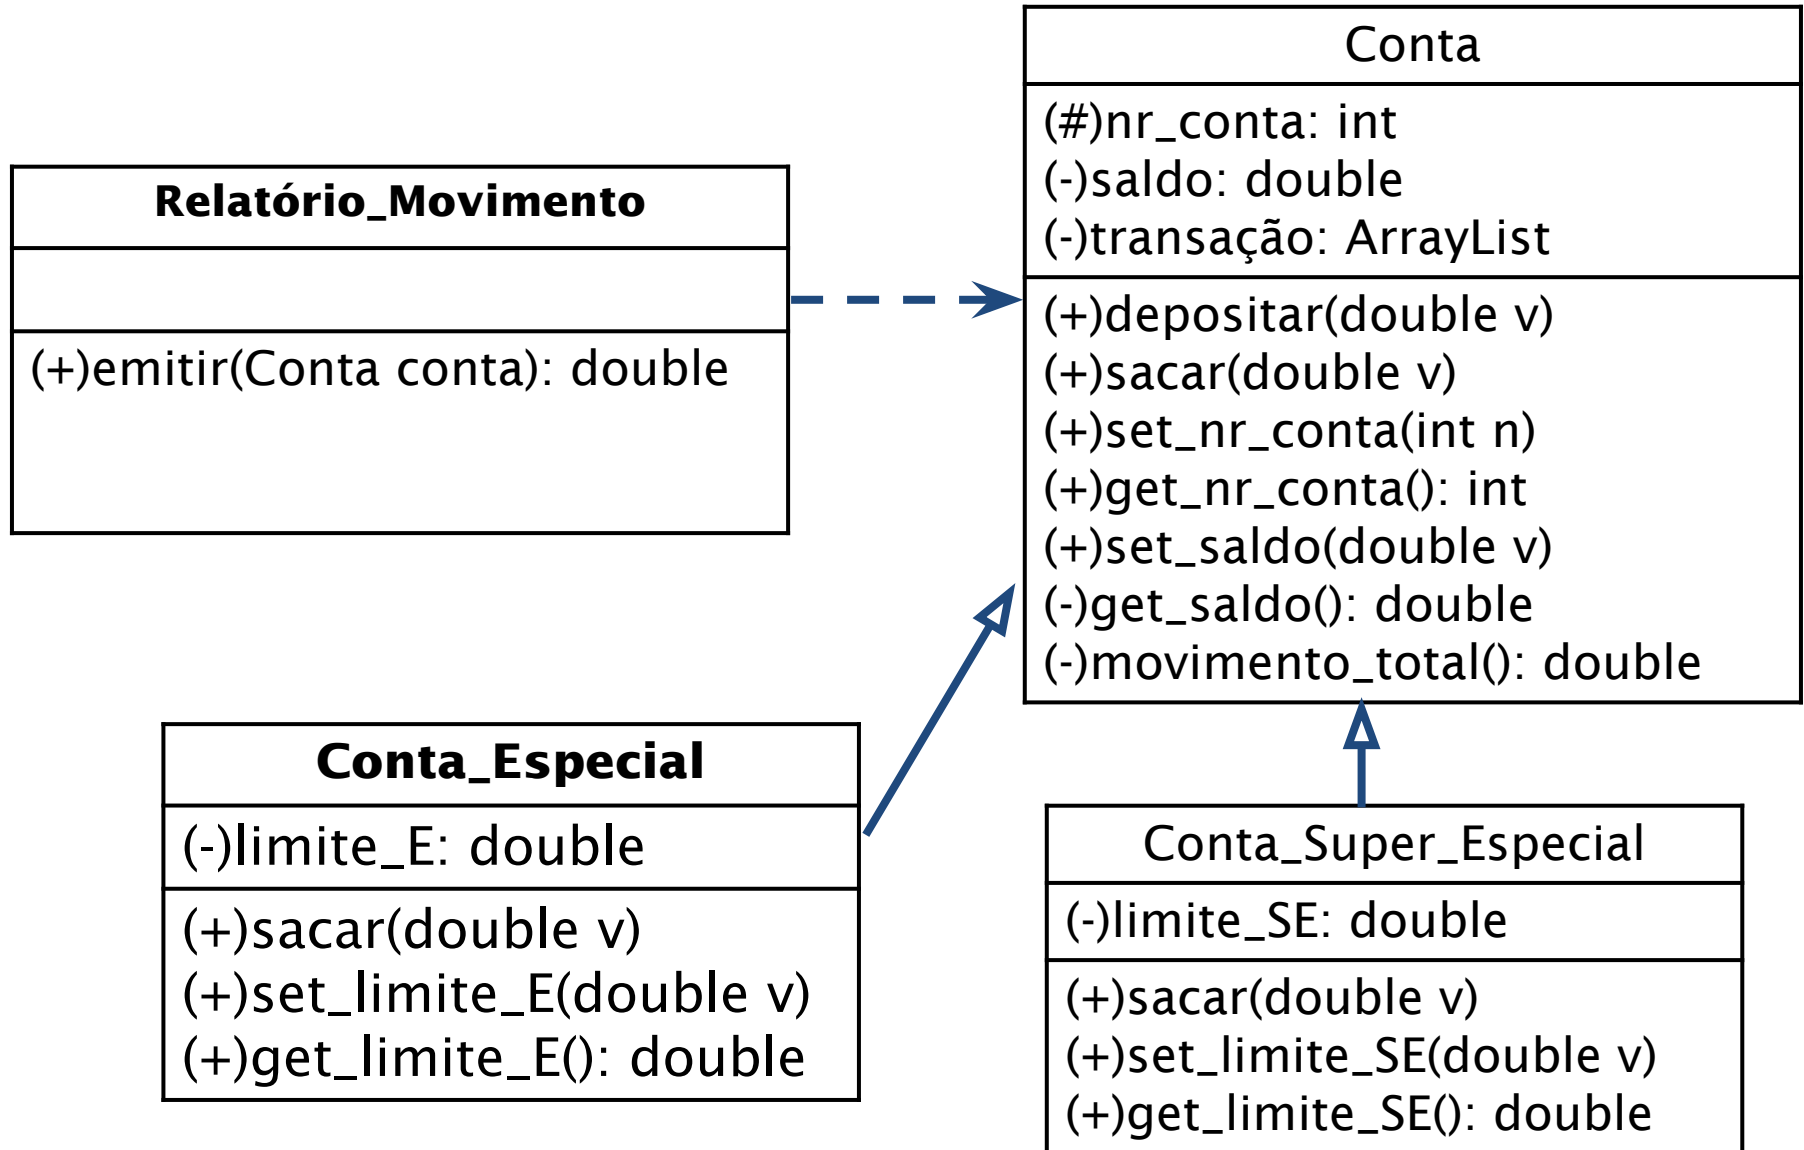 Conta
(#)nr_conta: int
(-)saldo: double
(-)transação: ArrayList
(+)depositar(double v)
(+)sacar(double v)
(+)set_nr_conta(int n)
(+)get_nr_conta(): int
(+)set_saldo(double v)
(-)get_saldo(): double
(-)movimento_total(): double
Relatório_Movimento
(+)emitir(Conta conta): double
Conta_Especial
(-)limite_E: double
(+)sacar(double v)
(+)set_limite_E(double v)
(+)get_limite_E(): double
Conta_Super_Especial
(-)limite_SE: double
(+)sacar(double v)
(+)set_limite_SE(double v)
(+)get_limite_SE(): double